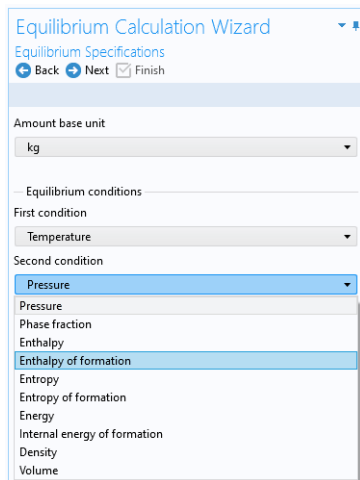 Equilibrium Calculation Wizard
Equilibrium Specifications
Back Next Finish
Amount base unit
kg
Equilibrium conditions
First condition
Temperature
Second condition
Pressure
Pressure
Phase fraction
Enthalpy
Enthalpy of formation
Entropy
Entropy of formation
Energy
Internal energy of formation
Density
Volume